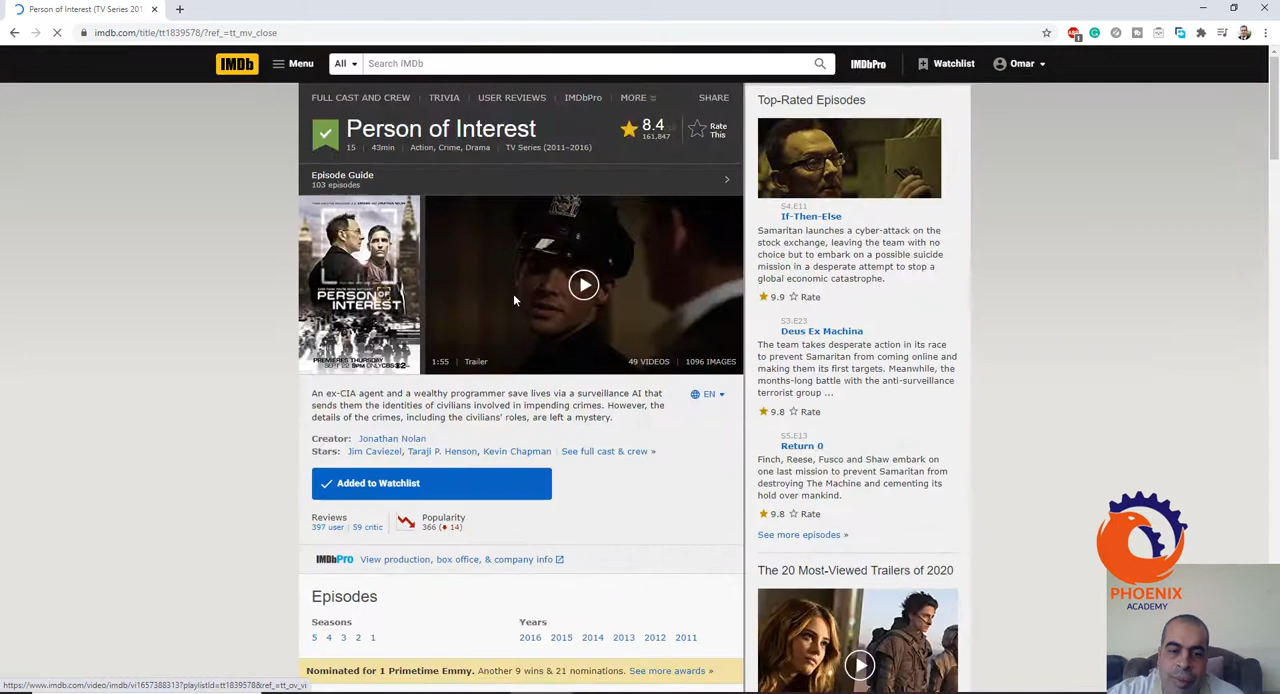 Person of Interest (TV Series 201
imdb.com/title/tt1839578/?ref_=tt_mv_close
IMDb Menu All Search IMDb IMDbPro Watchlist Omar
FULL CAST AND CREW TRIVIA USER REVIEWS IMDbPro MORE SHARE
Person of Interest
8.4
161,847
Rate This
15 | 43min | Action, Crime, Drama | TV Series (2011–2016)
Episode Guide
103 episodes
PERSON OF
INTEREST
1:55 | Trailer
49 VIDEOS | 1096 IMAGES
An ex-CIA agent and a wealthy programmer save lives via a surveillance AI that
sends them the identities of civilians involved in impending crimes. However, the
details of the crimes, including the civilians' roles, are left a mystery.
EN
Creator: Jonathan Nolan
Stars: Jim Caviezel, Taraji P. Henson, Kevin Chapman | See full cast & crew »
Added to Watchlist
Reviews
397 user | 59 critic
Popularity
366 ( 14)
IMDbPro View production, box office, & company info
Episodes
Seasons
5 4 3 2 1
Years
2016 2015 2014 2013 2012 2011
Nominated for 1 Primetime Emmy. Another 9 wins & 21 nominations. See more awards »
Top-Rated Episodes
S4.E11
If-Then-Else
Samaritan launches a cyber-attack on the
stock exchange, leaving the team with no
choice but to embark on a possible suicide
mission in a desperate attempt to stop a
global economic catastrophe.
9.9 Rate
S3.E23
Deus Ex Machina
The team takes desperate action in its race
to prevent Samaritan from coming online and
making them its first targets. Meanwhile, the
months-long battle with the anti-surveillance
terrorist group ...
9.8 Rate
S5.E13
Return 0
Finch, Reese, Fusco and Shaw embark on
one last mission to prevent Samaritan from
destroying The Machine and cementing its
hold over mankind.
9.8 Rate
See more episodes »
The 20 Most-Viewed Trailers of 2020
PHOENIX
ACADEMY
https://www.imdb.com/video/imdb/vi1657388313?playlistId=tt1839578&ref_=tt_ov_vi